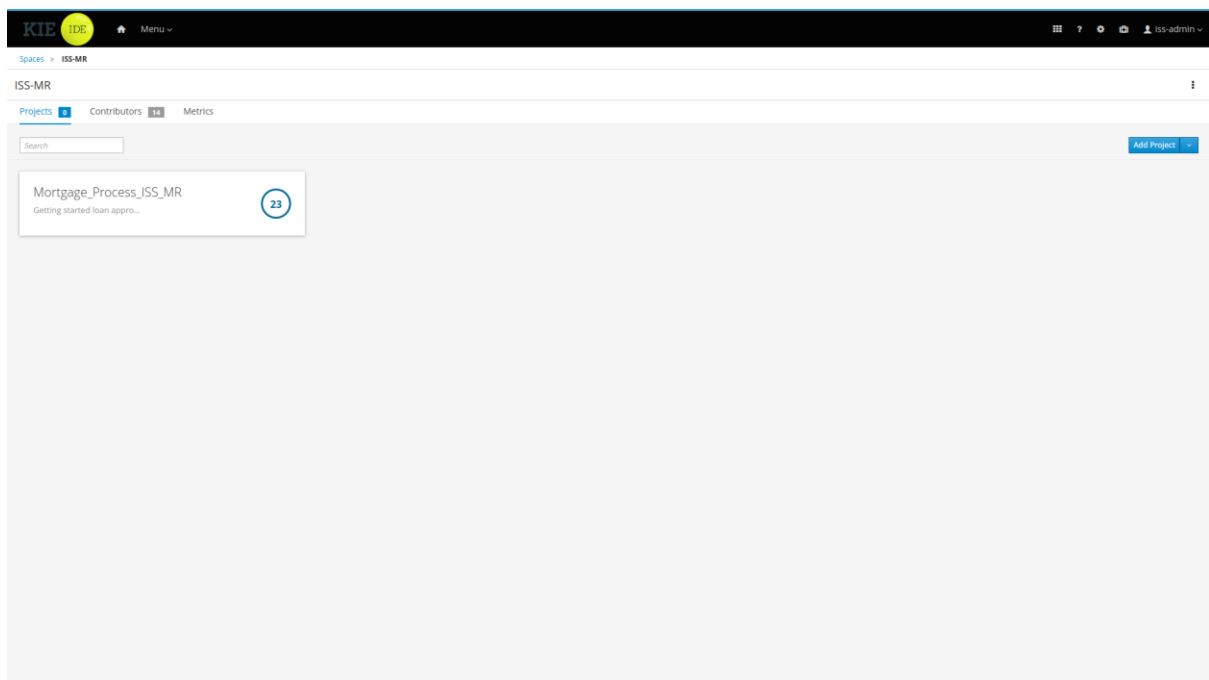 KIE IDE Menu ? iss-admin
Spaces > ISS-MR
ISS-MR
Projects 0 Contributors 14 Metrics
Search Add Project
Mortgage_Process_ISS_MR 23
Getting started loan appro...